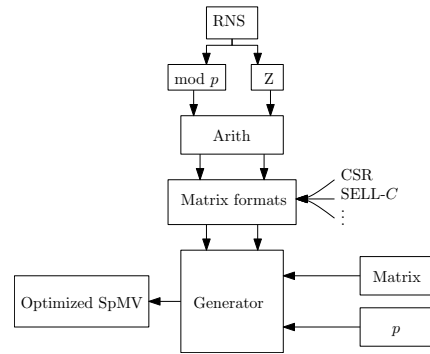 RNS
mod p
Z
Arith
CSR
SELL-C
⋮
Matrix formats
Matrix
Optimized SpMV
Generator
p